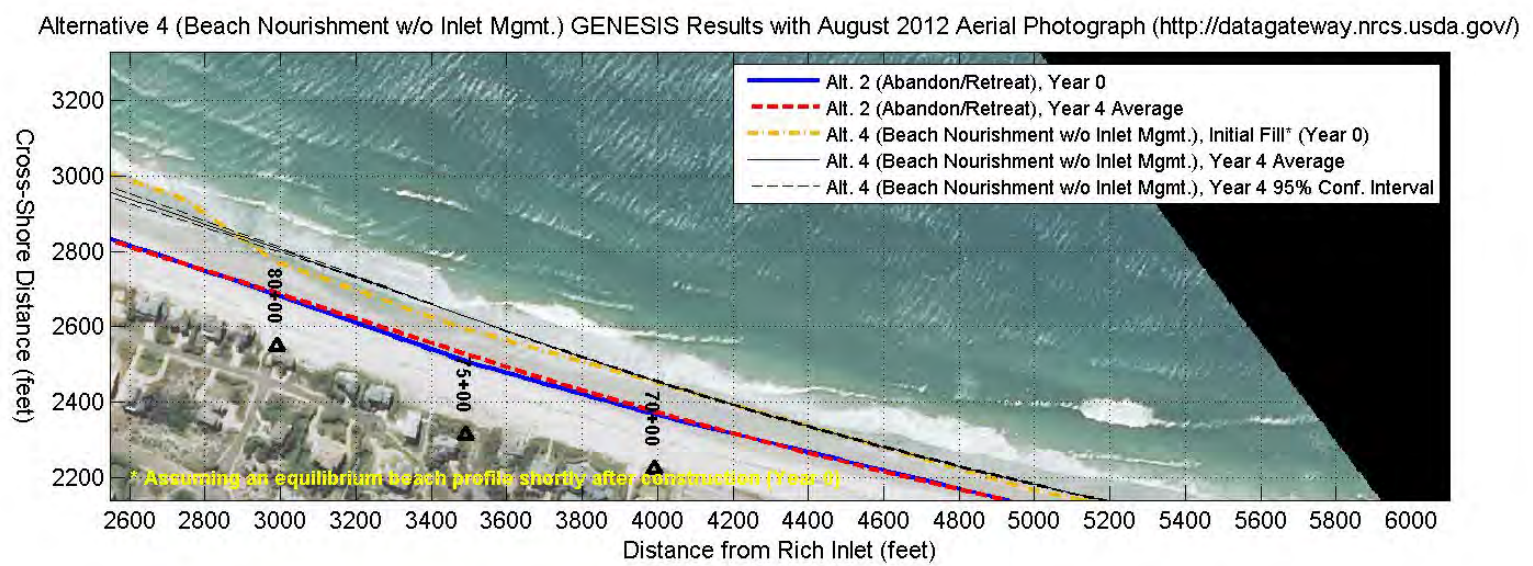 Alternative 4 (Beach Nourishment w/o Inlet Mgmt.) GENESIS Results with August 2012 Aerial Photograph (http://datagateway.nrcs.usda.gov/)
Alt. 2 (Abandon/Retreat), Year 0
Alt. 2 (Abandon/Retreat), Year 4 Average
Alt. 4 (Beach Nourishment w/o Inlet Mgmt.), Initial Fill* (Year 0)
Alt. 4 (Beach Nourishment w/o Inlet Mgmt.), Year 4 Average
Alt. 4 (Beach Nourishment w/o Inlet Mgmt.), Year 4 95% Conf. Interval
Cross-Shore Distance (feet)
3200
3000
2800
2600
2400
2200
80+00
75+00
70+00
* Assuming an equilibrium beach profile shortly after construction (Year 0)
2600 2800 3000 3200 3400 3600 3800 4000 4200 4400 4600 4800 5000 5200 5400 5600 5800 6000
Distance from Rich Inlet (feet)